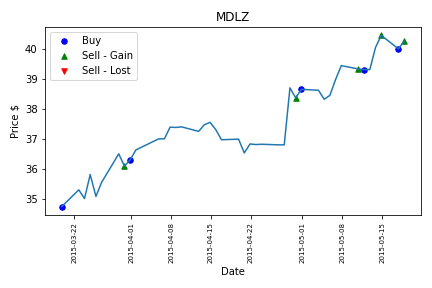 MDLZ
Buy
Sell - Gain
Sell - Lost
Price $
40
39
38
37
36
35
2015-03-22
2015-04-01
2015-04-08
2015-04-15
2015-04-22
2015-05-01
2015-05-08
2015-05-15
Date